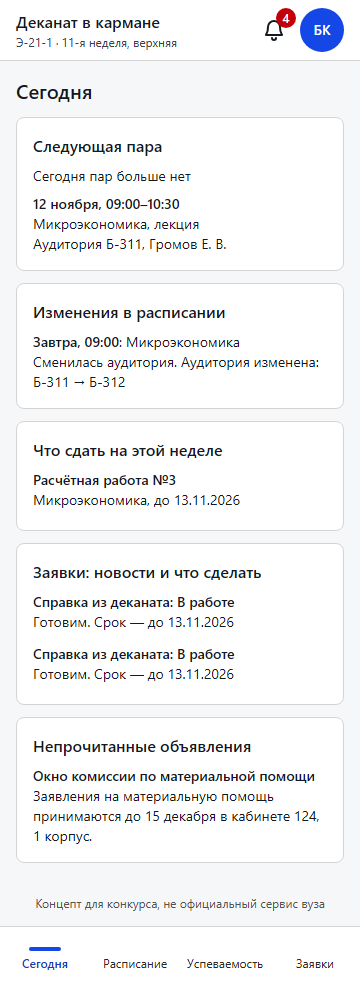 Деканат в кармане
Э-21-1 · 11-я неделя, верхняя
4
БК
Сегодня
Следующая пара
Сегодня пар больше нет
12 ноября, 09:00–10:30
Микроэкономика, лекция
Аудитория Б-311, Громов Е. В.
Изменения в расписании
Завтра, 09:00: Микроэкономика
Сменилась аудитория. Аудитория изменена:
Б-311 → Б-312
Что сдать на этой неделе
Расчётная работа №3
Микроэкономика, до 13.11.2026
Заявки: новости и что сделать
Справка из деканата: В работе
Готовим. Срок — до 13.11.2026
Справка из деканата: В работе
Готовим. Срок — до 13.11.2026
Непрочитанные объявления
Окно комиссии по материальной помощи
Заявления на материальную помощь
принимаются до 15 декабря в кабинете 124,
1 корпус.
Концепт для конкурса, не официальный сервис вуза
Сегодня
Расписание
Успеваемость
Заявки